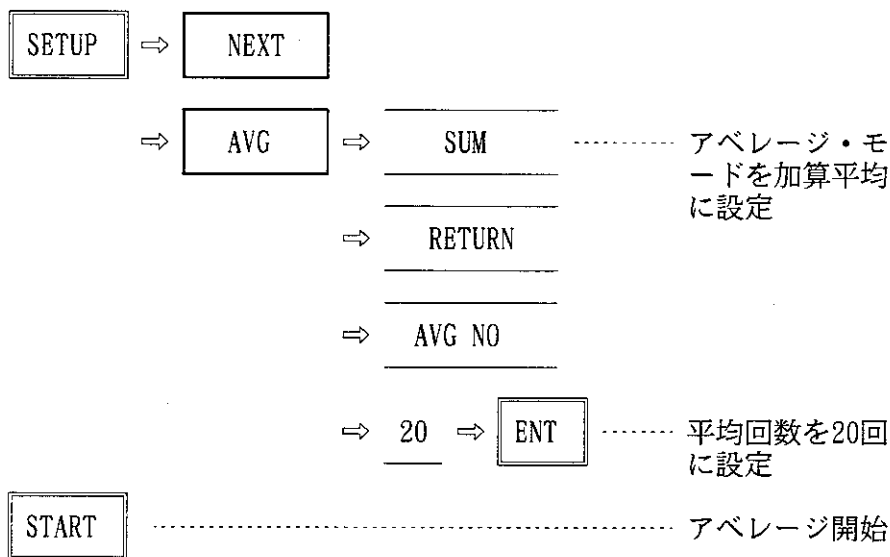 SETUP ⇨ NEXT
⇨ AVG ⇨ SUM ········ アベレージ・モ
ードを加算平均
に設定
⇨ RETURN
⇨ AVG NO
⇨ 20 ⇨ ENT ······· 平均回数を20回
に設定
START ········ アベレージ開始